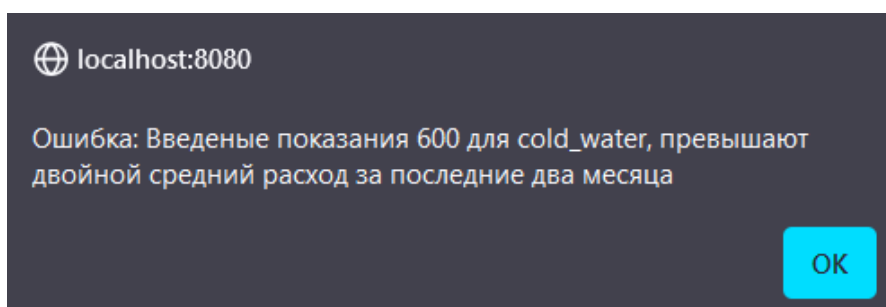 localhost:8080
Ошибка: Введеные показания 600 для cold_water, превышают
двойной средний расход за последние два месяца
OK